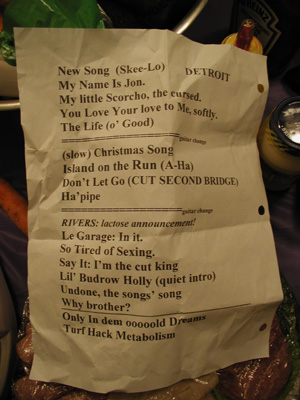 HEINZ
New Song (Skee-Lo) DETROIT
My Name Is Jon.
My little Scorcho, the cursed.
You Love Your love to Me, softly.
The Life (o' Good)
guitar change
(slow) Christmas Song
Island on the Run (A-Ha)
Don't Let Go (CUT SECOND BRIDGE)
Ha'pipe
guitar change
RIVERS: lactose announcement!
Le Garage: In it.
So Tired of Sexing.
Say It: I'm the cut king
Lil' Budrow Holly (quiet intro)
Undone, the songs' song
Why brother?
Only In dem ooooold Dreams
Turf Hack Metabolism